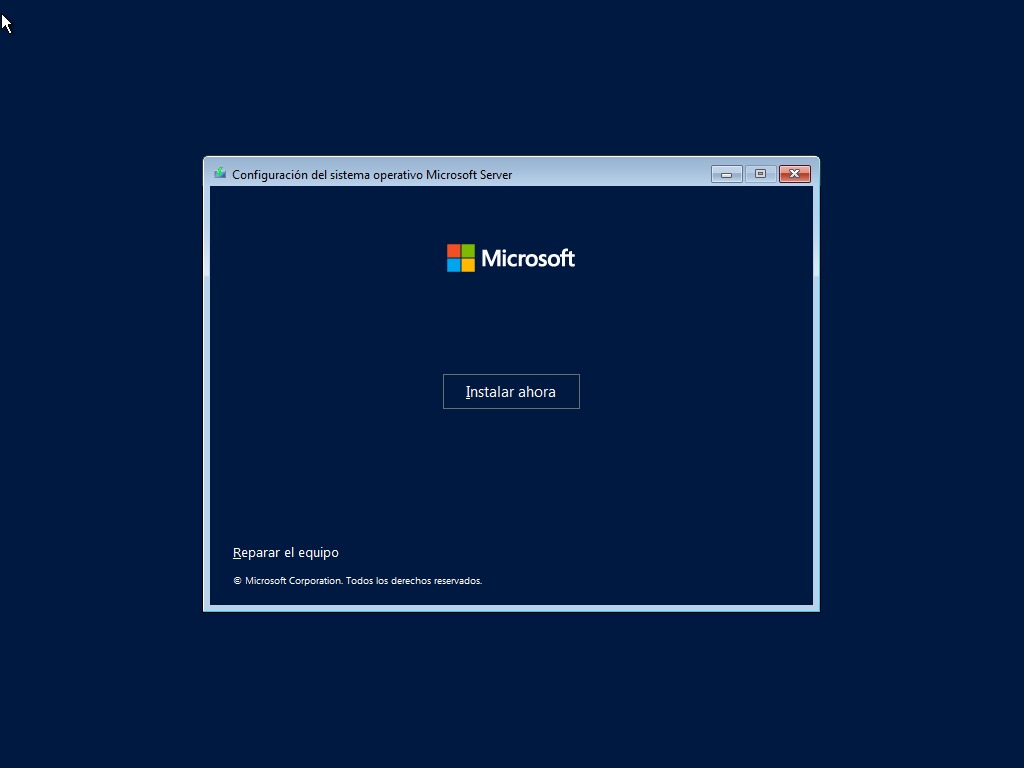 Configuración del sistema operativo Microsoft Server
Microsoft
Instalar ahora
Reparar el equipo
© Microsoft Corporation. Todos los derechos reservados.